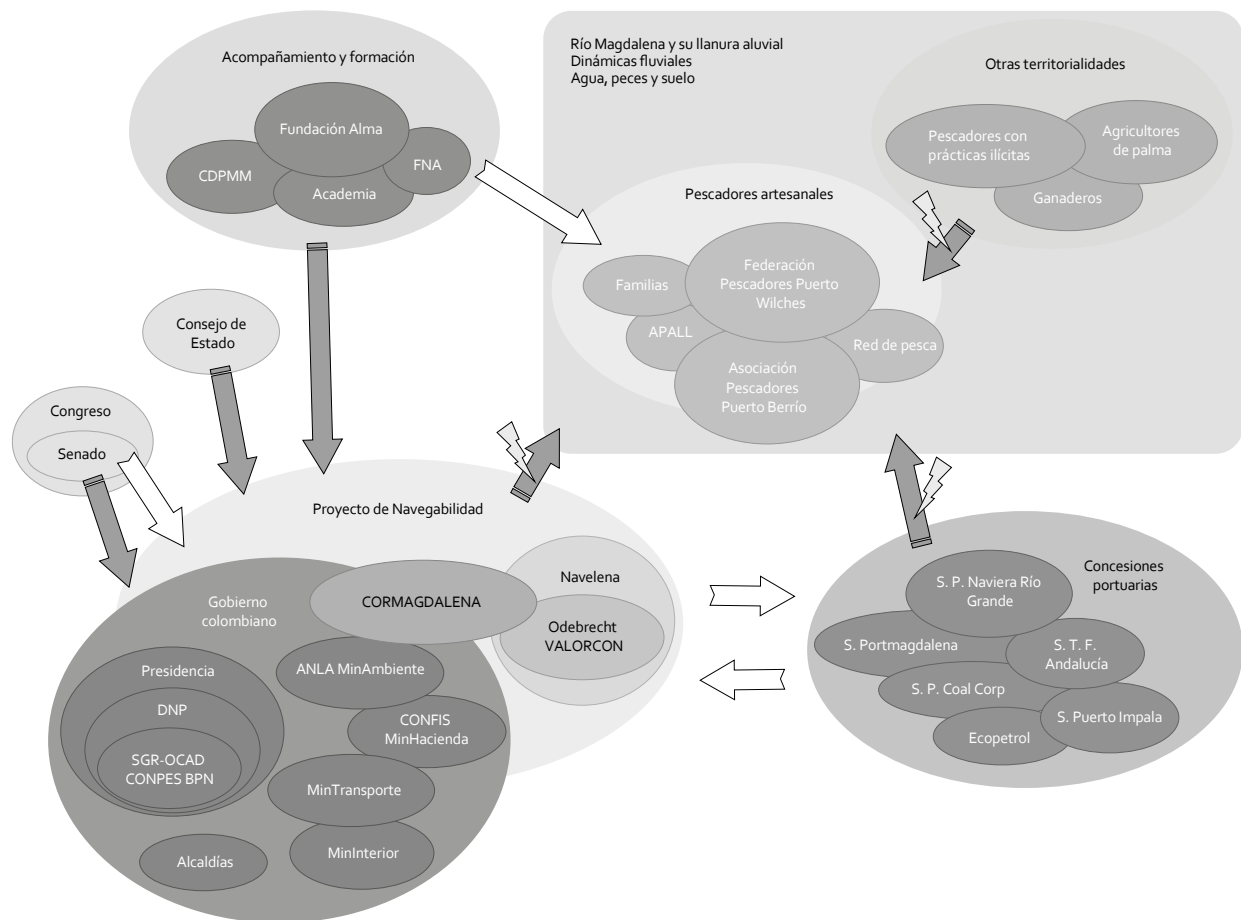 Acompañamiento y formación
Fundación Alma
CDPMM
FNA
Academia
Río Magdalena y su llanura aluvial
Dinámicas fluviales
Agua, peces y suelo
Otras territorialidades
Pescadores con
prácticas ilícitas
Agricultores
de palma
Ganaderos
Pescadores artesanales
Familias
Federación
Pescadores Puerto
Wilches
APALL
Red de pesca
Asociación
Pescadores
Puerto Berrío
Consejo de
Estado
Congreso
Senado
Proyecto de Navegabilidad
Gobierno
colombiano
CORMAGDALENA
Navelena
Odebrecht
VALORCON
Presidencia
DNP
SGR-OCAD
CONPES BPN
ANLA MinAmbiente
CONFIS
MinHacienda
MinTransporte
MinInterior
Alcaldías
Concesiones
portuarias
S. P. Naviera Río
Grande
S. Portmagdalena
S. T. F.
Andalucía
S. P. Coal Corp
S. Puerto Impala
Ecopetrol